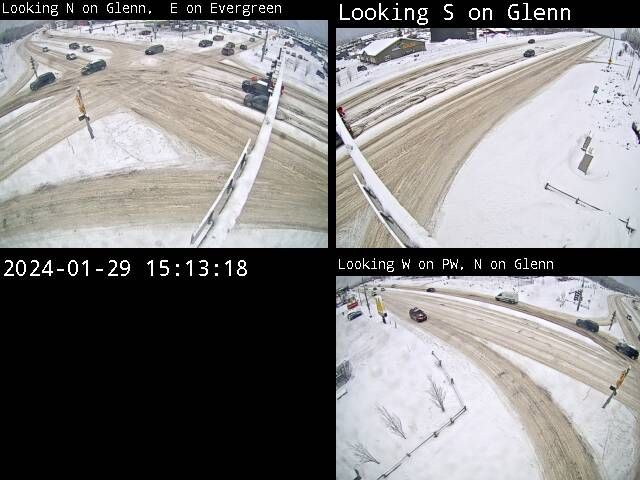 Looking N on Glenn,  E on Evergreen
Looking S on Glenn
2024-01-29 15:13:18
Looking W on PW, N on Glenn